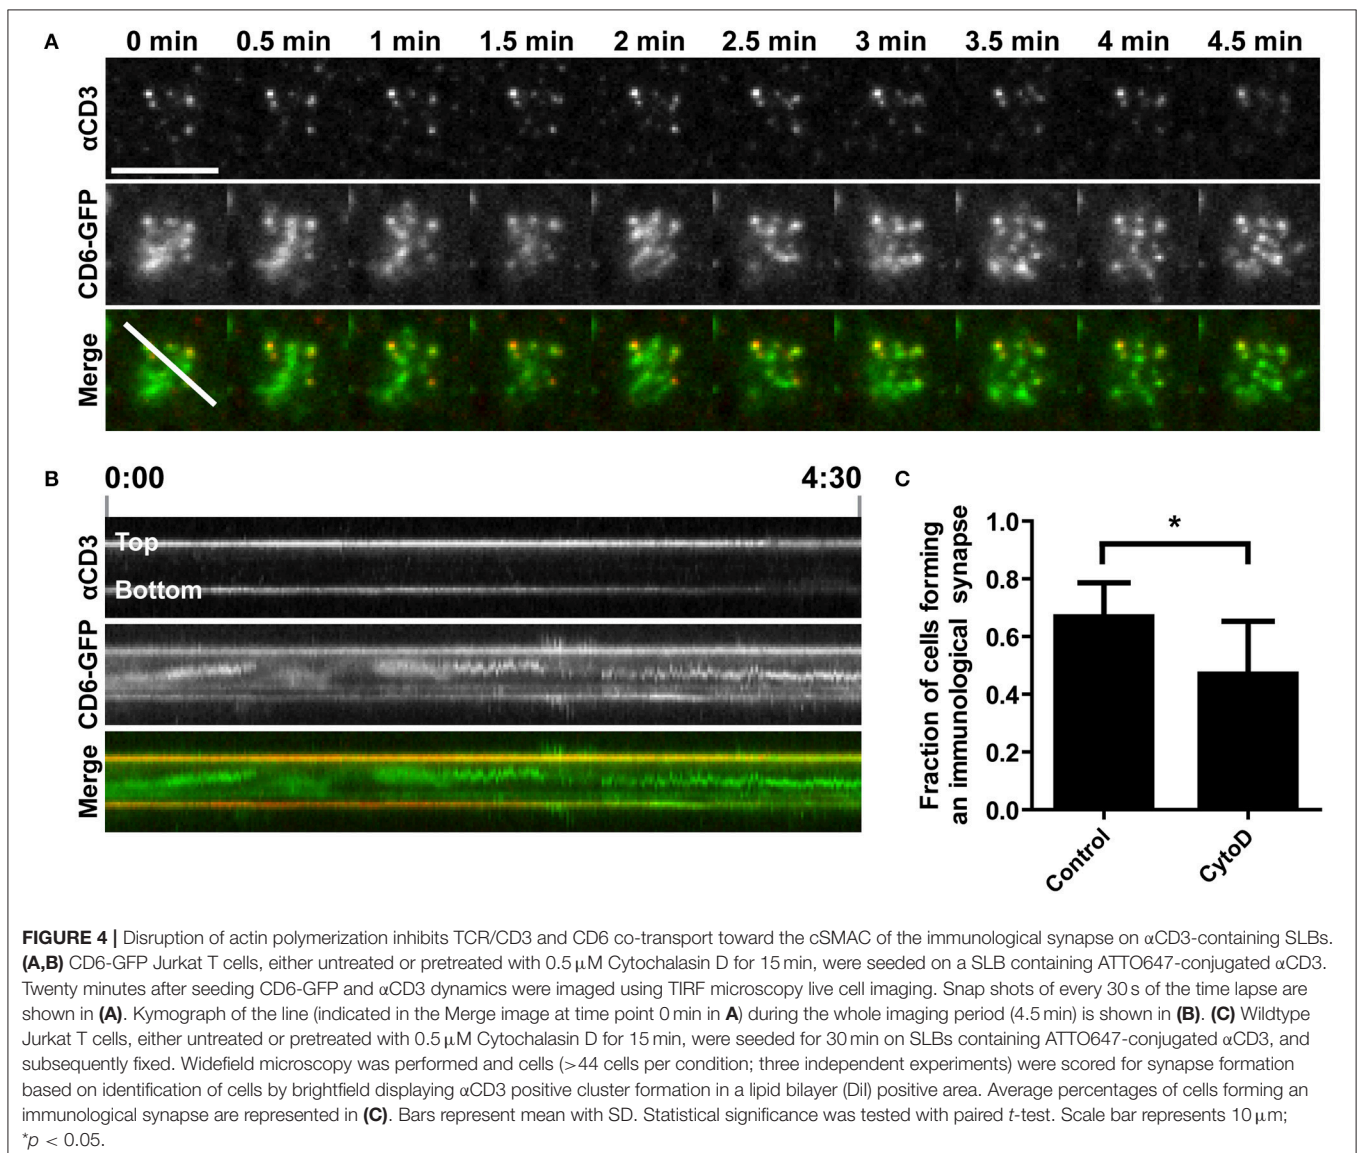 A
0 min 0.5 min 1 min 1.5 min 2 min 2.5 min 3 min 3.5 min 4 min 4.5 min
αCD3
CD6-GFP
Merge
B
0:00 4:30
αCD3
Top
Bottom
CD6-GFP
Merge
C
Fraction of cells forming
an immunological synapse
1.0
0.8
0.6
0.4
0.2
0.0
*
Control
CytoD
FIGURE 4 | Disruption of actin polymerization inhibits TCR/CD3 and CD6 co-transport toward the cSMAC of the immunological synapse on αCD3-containing SLBs.
(A,B) CD6-GFP Jurkat T cells, either untreated or pretreated with 0.5 μM Cytochalasin D for 15 min, were seeded on a SLB containing ATTO647-conjugated αCD3.
Twenty minutes after seeding CD6-GFP and αCD3 dynamics were imaged using TIRF microscopy live cell imaging. Snap shots of every 30 s of the time lapse are
shown in (A). Kymograph of the line (indicated in the Merge image at time point 0 min in A) during the whole imaging period (4.5 min) is shown in (B). (C) Wildtype
Jurkat T cells, either untreated or pretreated with 0.5 μM Cytochalasin D for 15 min, were seeded for 30 min on SLBs containing ATTO647-conjugated αCD3, and
subsequently fixed. Widefield microscopy was performed and cells (>44 cells per condition; three independent experiments) were scored for synapse formation
based on identification of cells by brightfield displaying αCD3 positive cluster formation in a lipid bilayer (DiI) positive area. Average percentages of cells forming an
immunological synapse are represented in (C). Bars represent mean with SD. Statistical significance was tested with paired t-test. Scale bar represents 10 μm;
*p < 0.05.